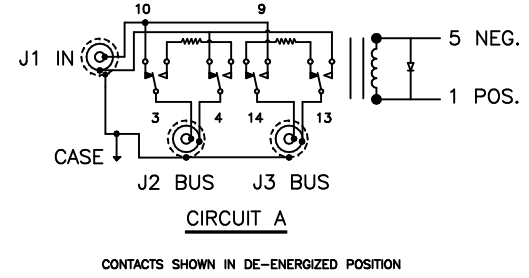 10 9
J1 IN
5 NEG.
1 POS.
3 4 14 13
CASE
J2 BUS J3 BUS
CIRCUIT A
CONTACTS SHOWN IN DE-ENERGIZED POSITION